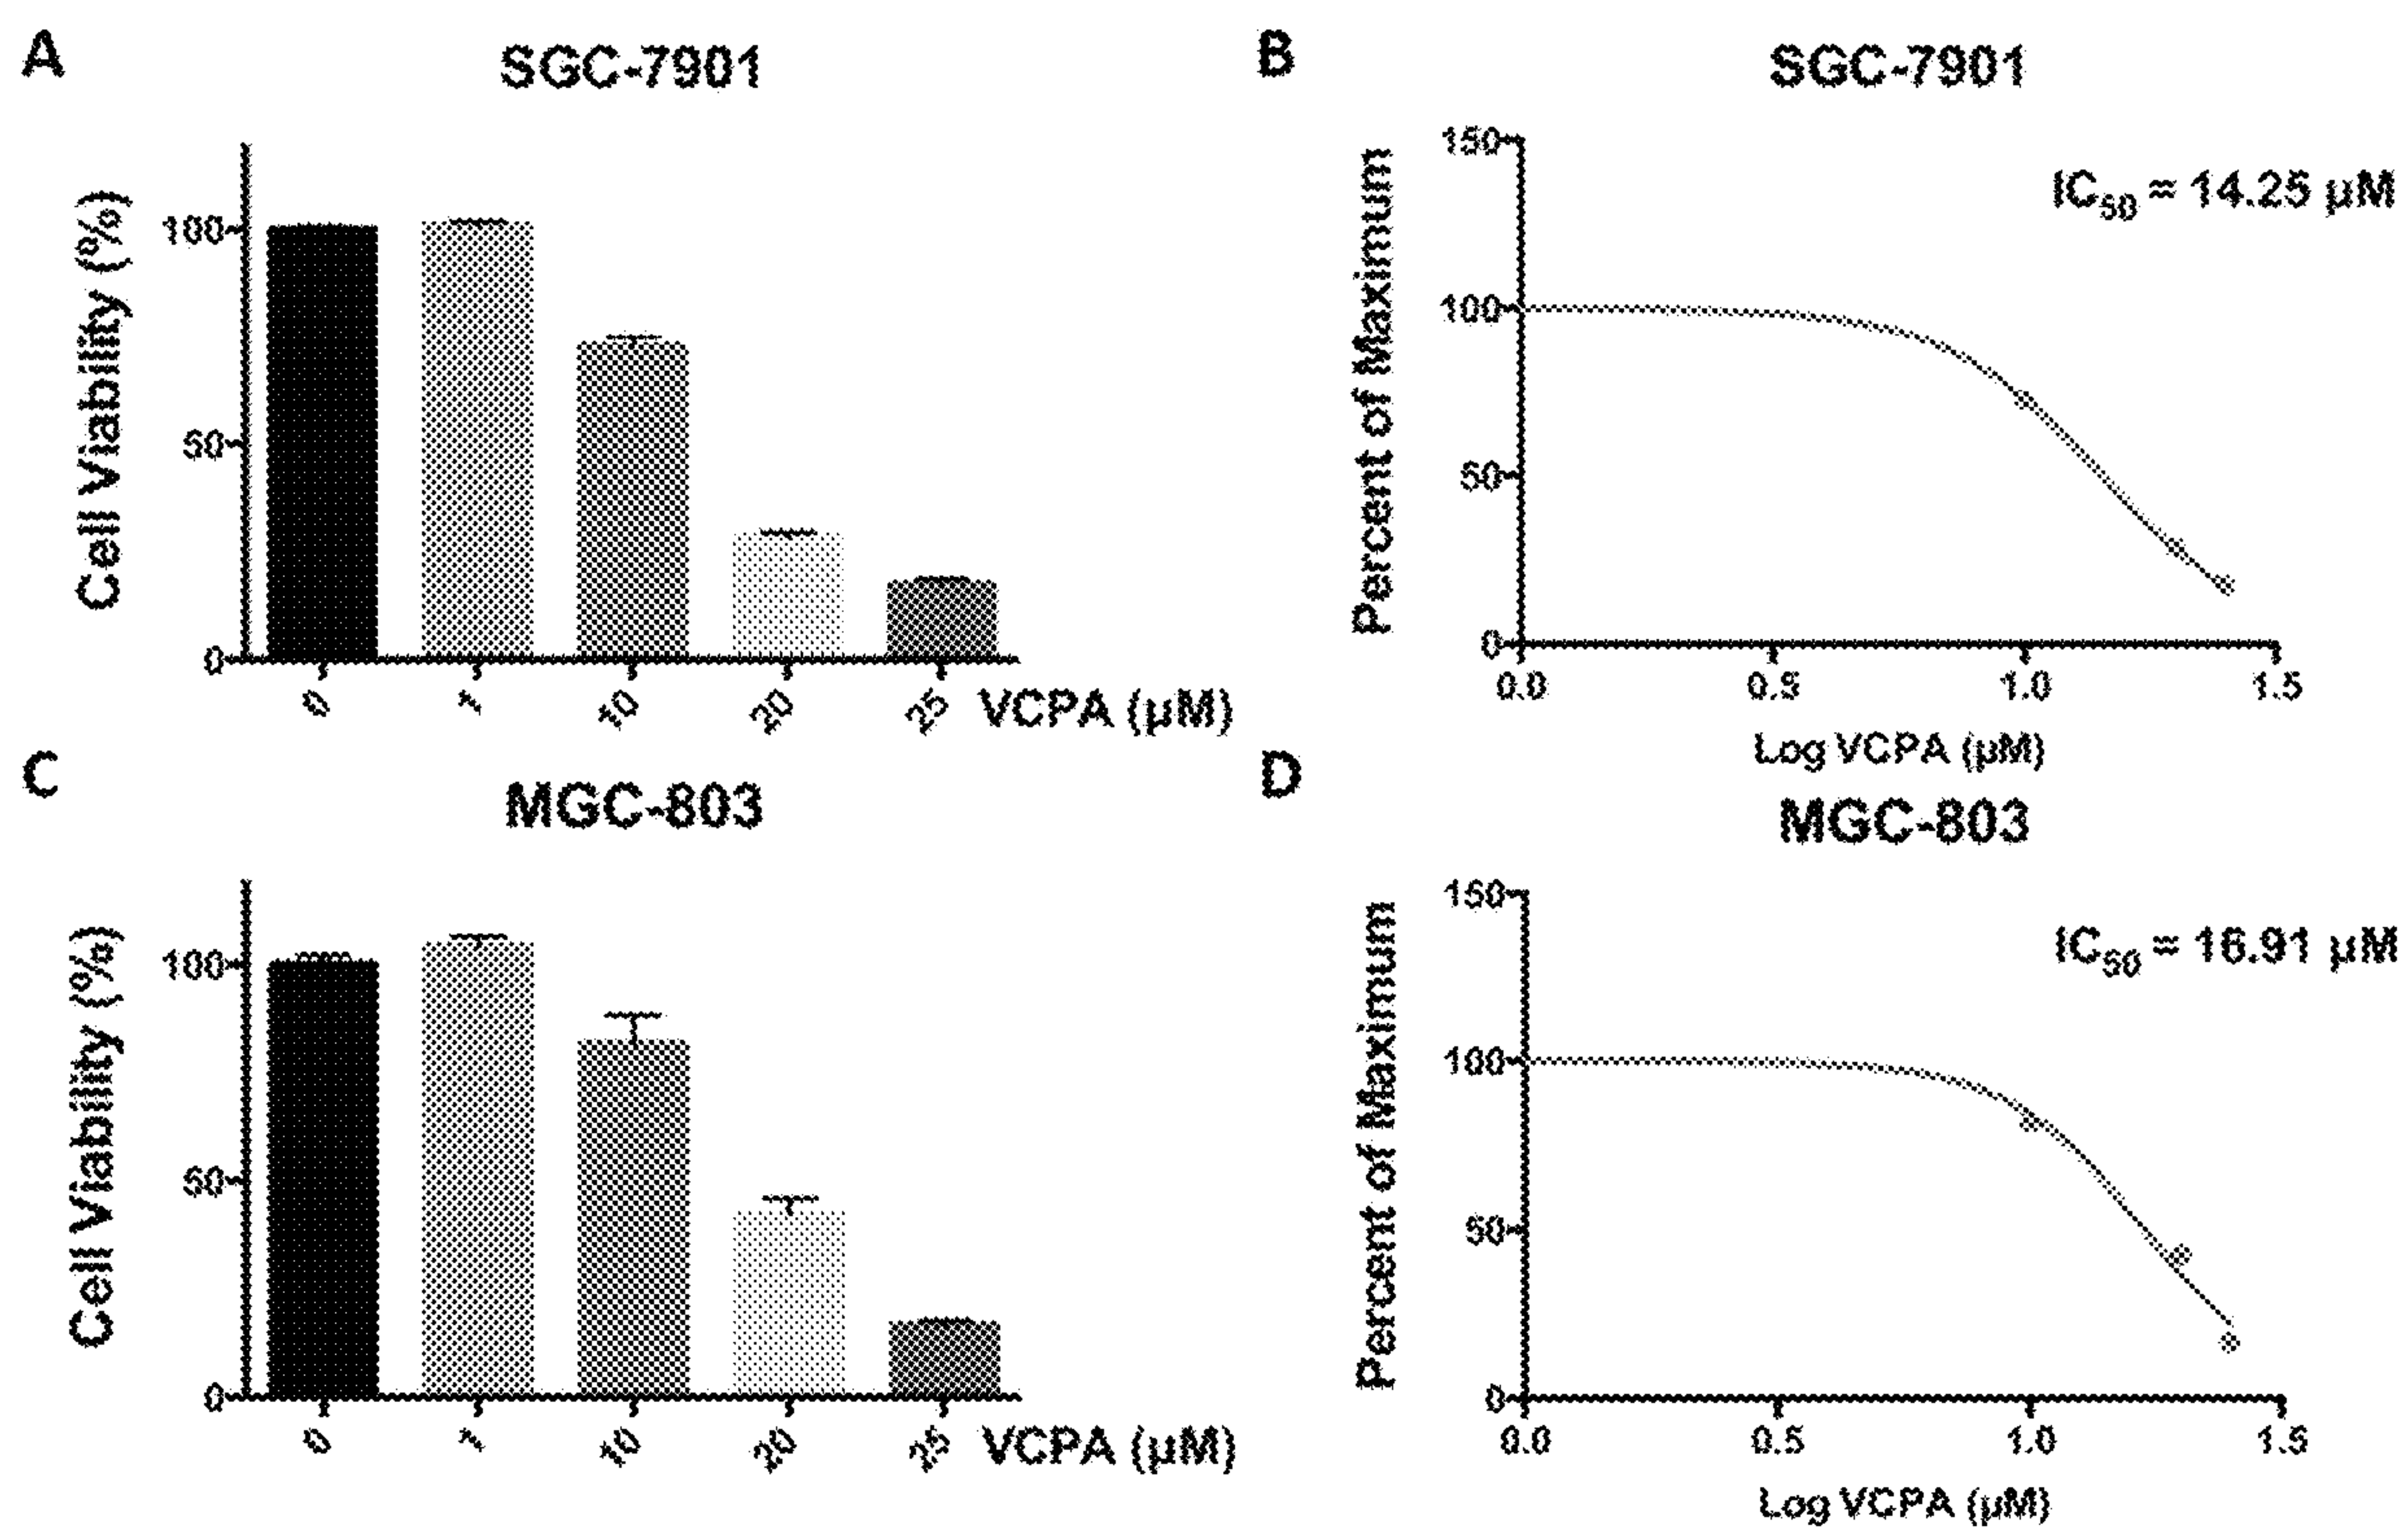 A
SGC-7901
Cell Viability (%)
100
50
0
0
1
10
20
25
VCPA (µM)
B
SGC-7901
Percent of Maximum
150
100
50
0
IC50 = 14.25 µM
0.0
0.5
1.0
1.5
Log VCPA (µM)
C
MGC-803
Cell Viability (%)
100
50
0
0
1
10
20
25
VCPA (µM)
D
MGC-803
Percent of Maximum
150
100
50
0
IC50 = 16.91 µM
0.0
0.5
1.0
1.5
Log VCPA (µM)